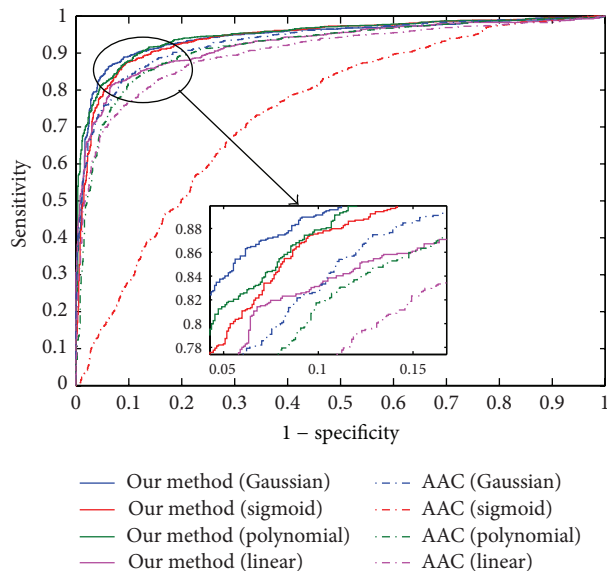 1
0.9
0.8
0.7
0.6
0.5
0.4
0.3
0.2
0.1
0
Sensitivity
0.88
0.86
0.84
0.82
0.8
0.78
0.05 0.1 0.15
0 0.1 0.2 0.3 0.4 0.5 0.6 0.7 0.8 0.9 1
1 − specificity
Our method (Gaussian) AAC (Gaussian)
Our method (sigmoid) AAC (sigmoid)
Our method (polynomial) AAC (polynomial)
Our method (linear) AAC (linear)